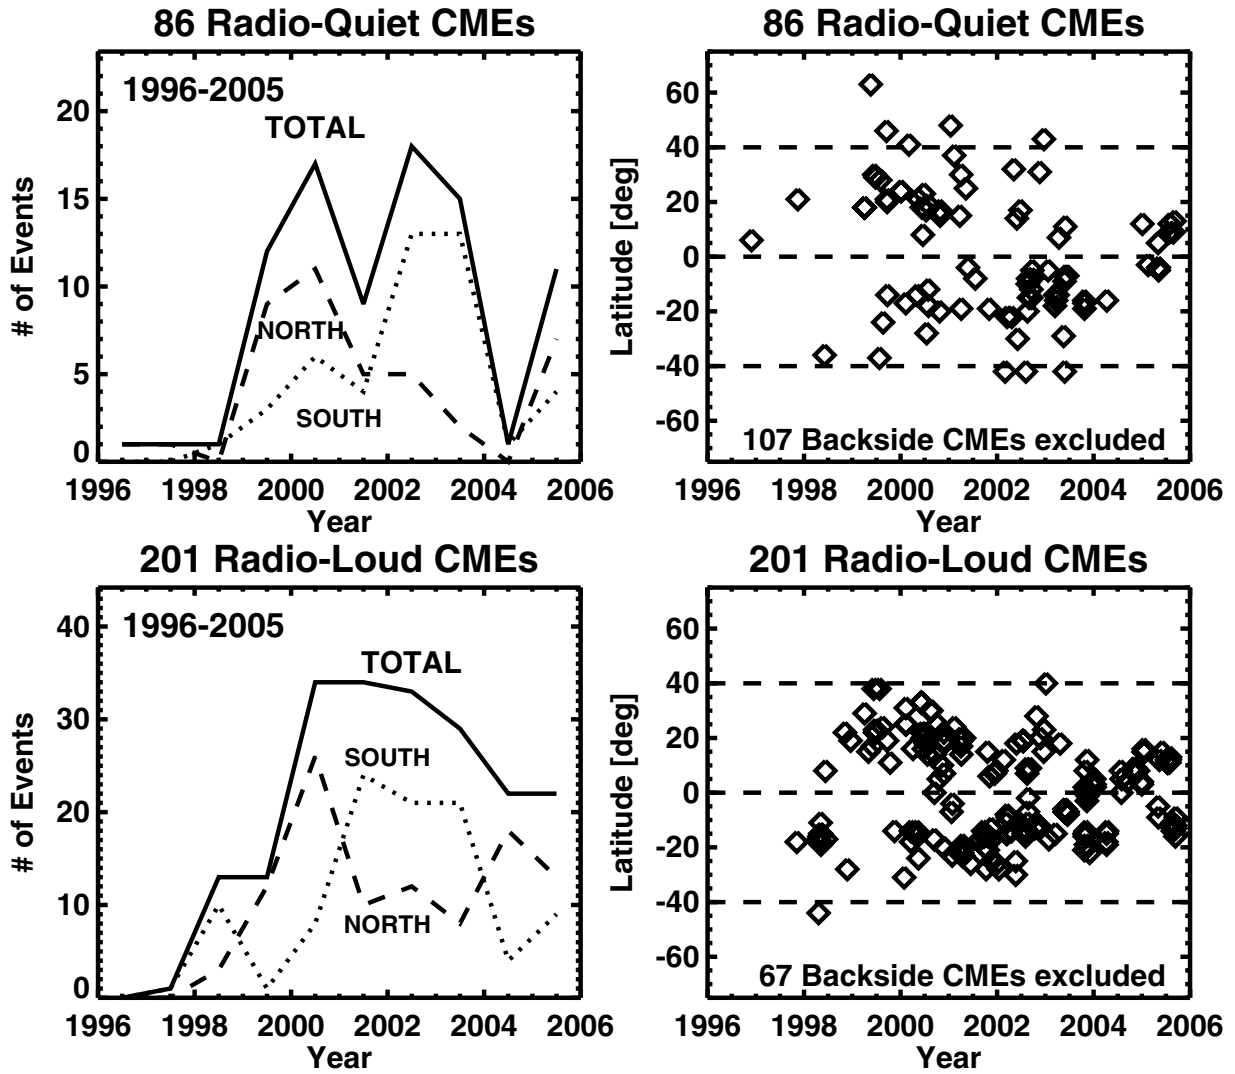 86 Radio-Quiet CMEs
1996-2005
TOTAL
NORTH
SOUTH
# of Events
20
15
10
5
0
1996 1998 2000 2002 2004 2006
Year
86 Radio-Quiet CMEs
Latitude [deg]
60
40
20
0
-20
-40
-60
107 Backside CMEs excluded
1996 1998 2000 2002 2004 2006
Year
201 Radio-Loud CMEs
1996-2005
TOTAL
SOUTH
NORTH
# of Events
40
30
20
10
0
1996 1998 2000 2002 2004 2006
Year
201 Radio-Loud CMEs
Latitude [deg]
60
40
20
0
-20
-40
-60
67 Backside CMEs excluded
1996 1998 2000 2002 2004 2006
Year